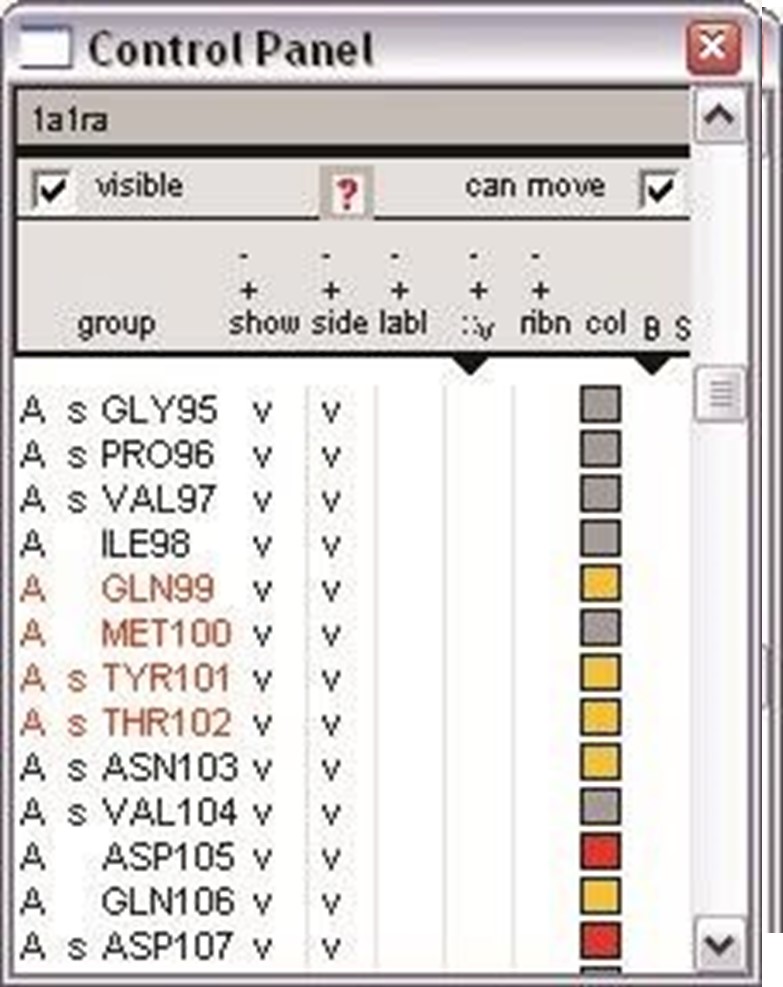 Control Panel
1a1ra
visible ? can move
- - - - -
+ + + + +
group show side labl ::v ribn col B S
A s GLY95 v v
A s PRO96 v v
A s VAL97 v v
A ILE98 v v
A GLN99 v v
A MET100 v v
A s TYR101 v v
A s THR102 v v
A s ASN103 v v
A s VAL104 v v
A ASP105 v v
A GLN106 v v
A s ASP107 v v